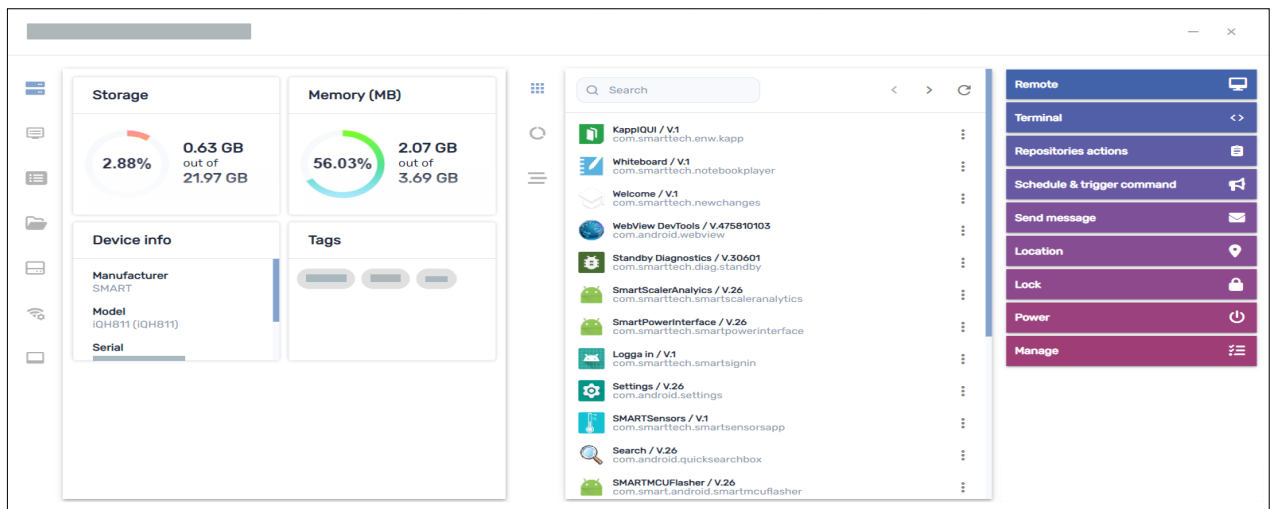 Storage
2.88%
0.63 GB
out of
21.97 GB
Memory (MB)
56.03%
2.07 GB
out of
3.69 GB
Device info
Manufacturer
SMART
Model
iQH811 (iQH811)
Serial
Tags
Search
KappIQUI / V.1
com.smarttech.enw.kapp
Whiteboard / V.1
com.smarttech.notebookplayer
Welcome / V.1
com.smarttech.newchanges
WebView DevTools / V.475810103
com.android.webview
Standby Diagnostics / V.30601
com.smarttech.diag.standby
SmartScalerAnalyics / V.26
com.smarttech.smartscaleranalytics
SmartPowerInterface / V.26
com.smarttech.smartpowerinterface
Logga in / V.1
com.smarttech.smartsignin
Settings / V.26
com.android.settings
SMARTSensors / V.1
com.smarttech.smartsensorsapp
Search / V.26
com.android.quicksearchbox
SMARTMCUFlasher / V.26
com.smart.android.smartmcuflasher
Remote
Terminal
Repositories actions
Schedule & trigger command
Send message
Location
Lock
Power
Manage